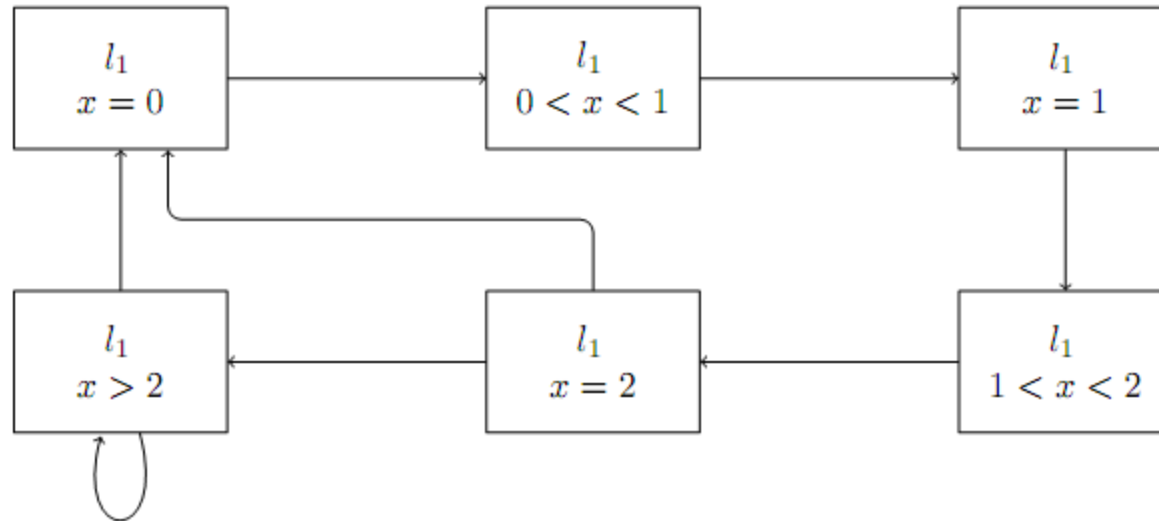 l₁
x = 0
l₁
0 < x < 1
l₁
x = 1
l₁
x > 2
l₁
x = 2
l₁
1 < x < 2